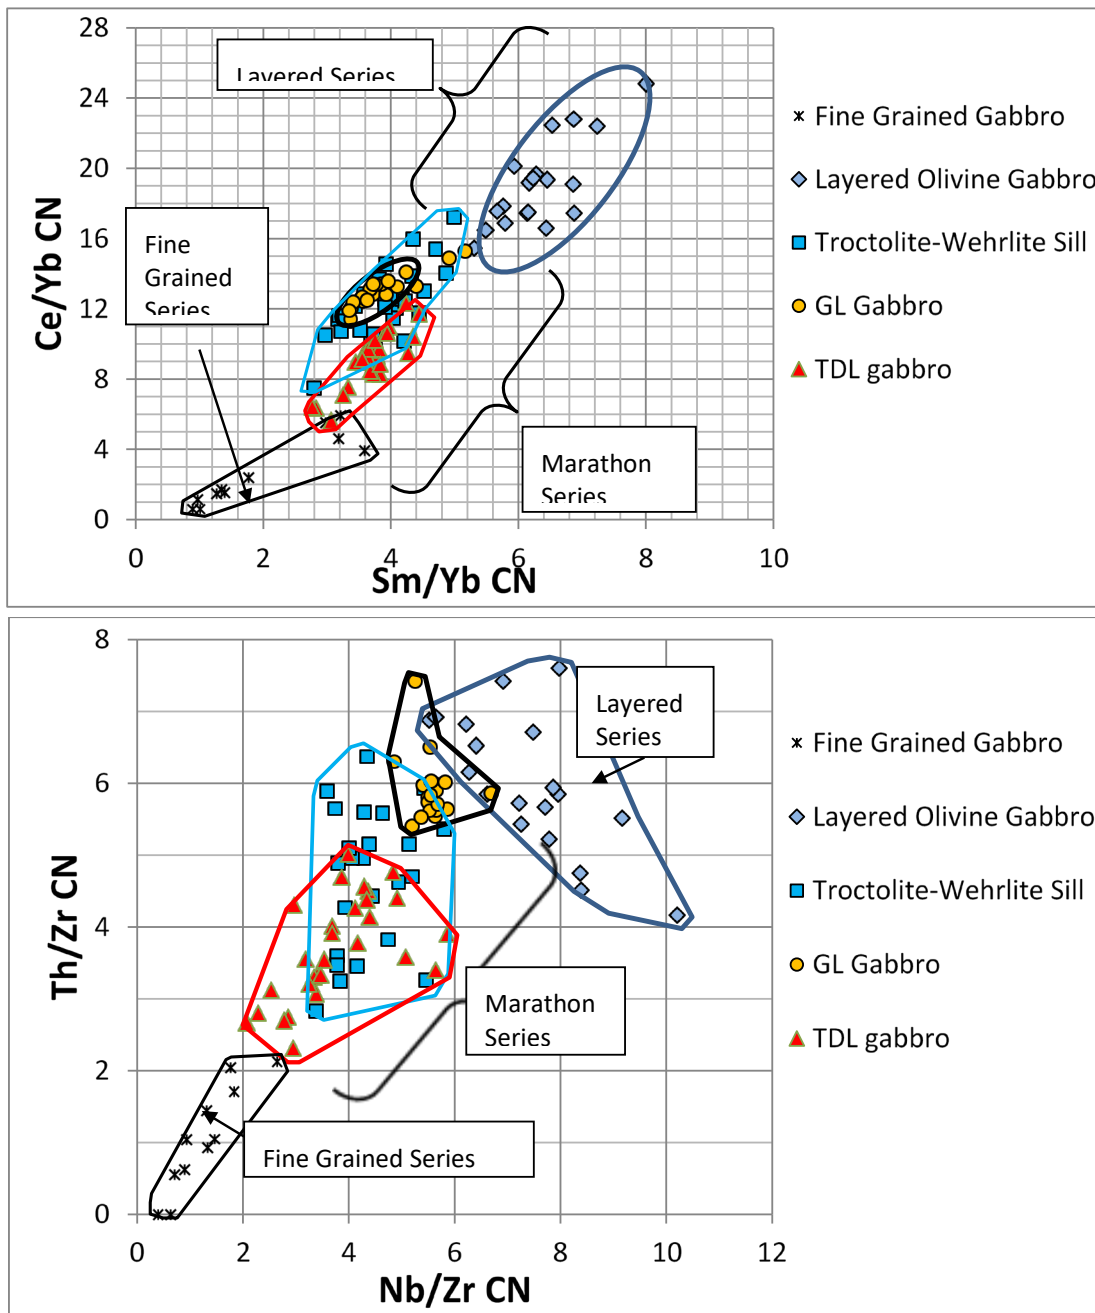 28
24
20
16
12
8
4
0
Ce/Yb CN
0 2 4 6 8 10
Sm/Yb CN
Layered Series
Fine
Grained
Series
Marathon
Series
Fine Grained Gabbro
Layered Olivine Gabbro
Troctolite-Wehrlite Sill
GL Gabbro
TDL gabbro
8
6
4
2
0
Th/Zr CN
0 2 4 6 8 10 12
Nb/Zr CN
Layered
Series
Marathon
Series
Fine Grained Series
Fine Grained Gabbro
Layered Olivine Gabbro
Troctolite-Wehrlite Sill
GL Gabbro
TDL gabbro